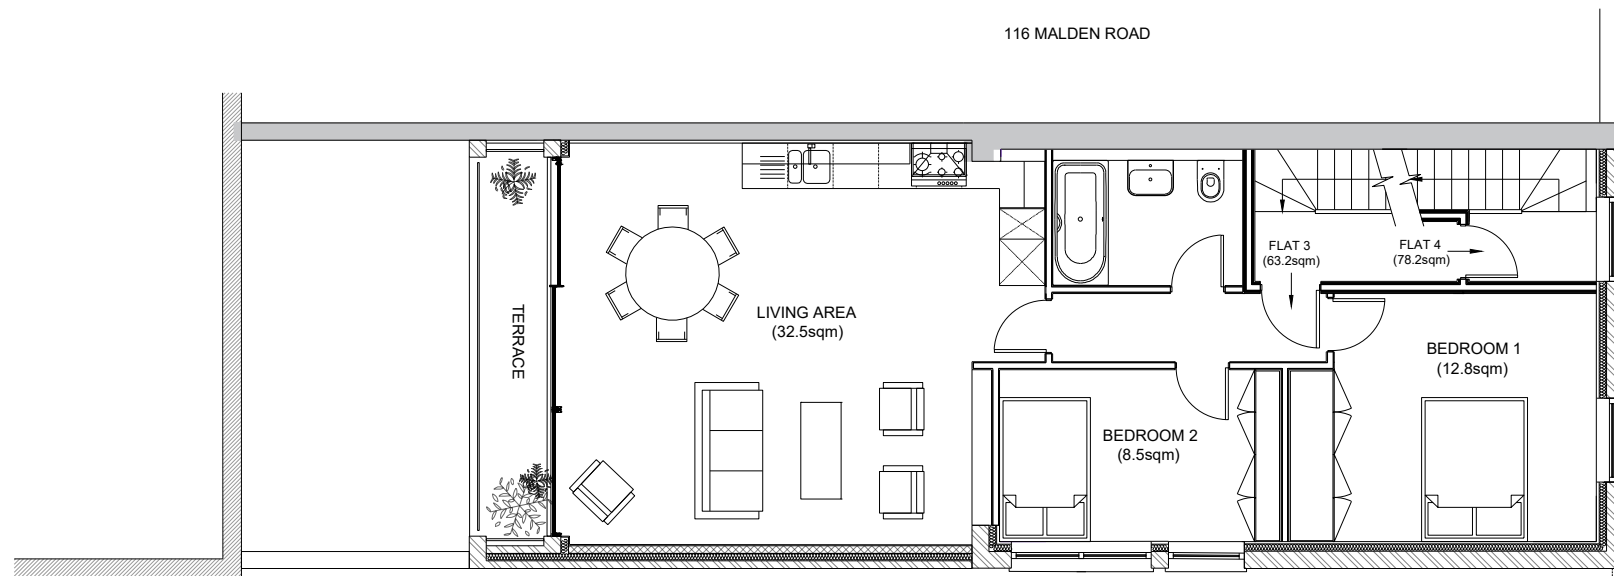 116 MALDEN ROAD
FLAT 3
(63.2sqm)
FLAT 4
(78.2sqm)
TERRACE
LIVING AREA
(32.5sqm)
BEDROOM 1
(12.8sqm)
BEDROOM 2
(8.5sqm)